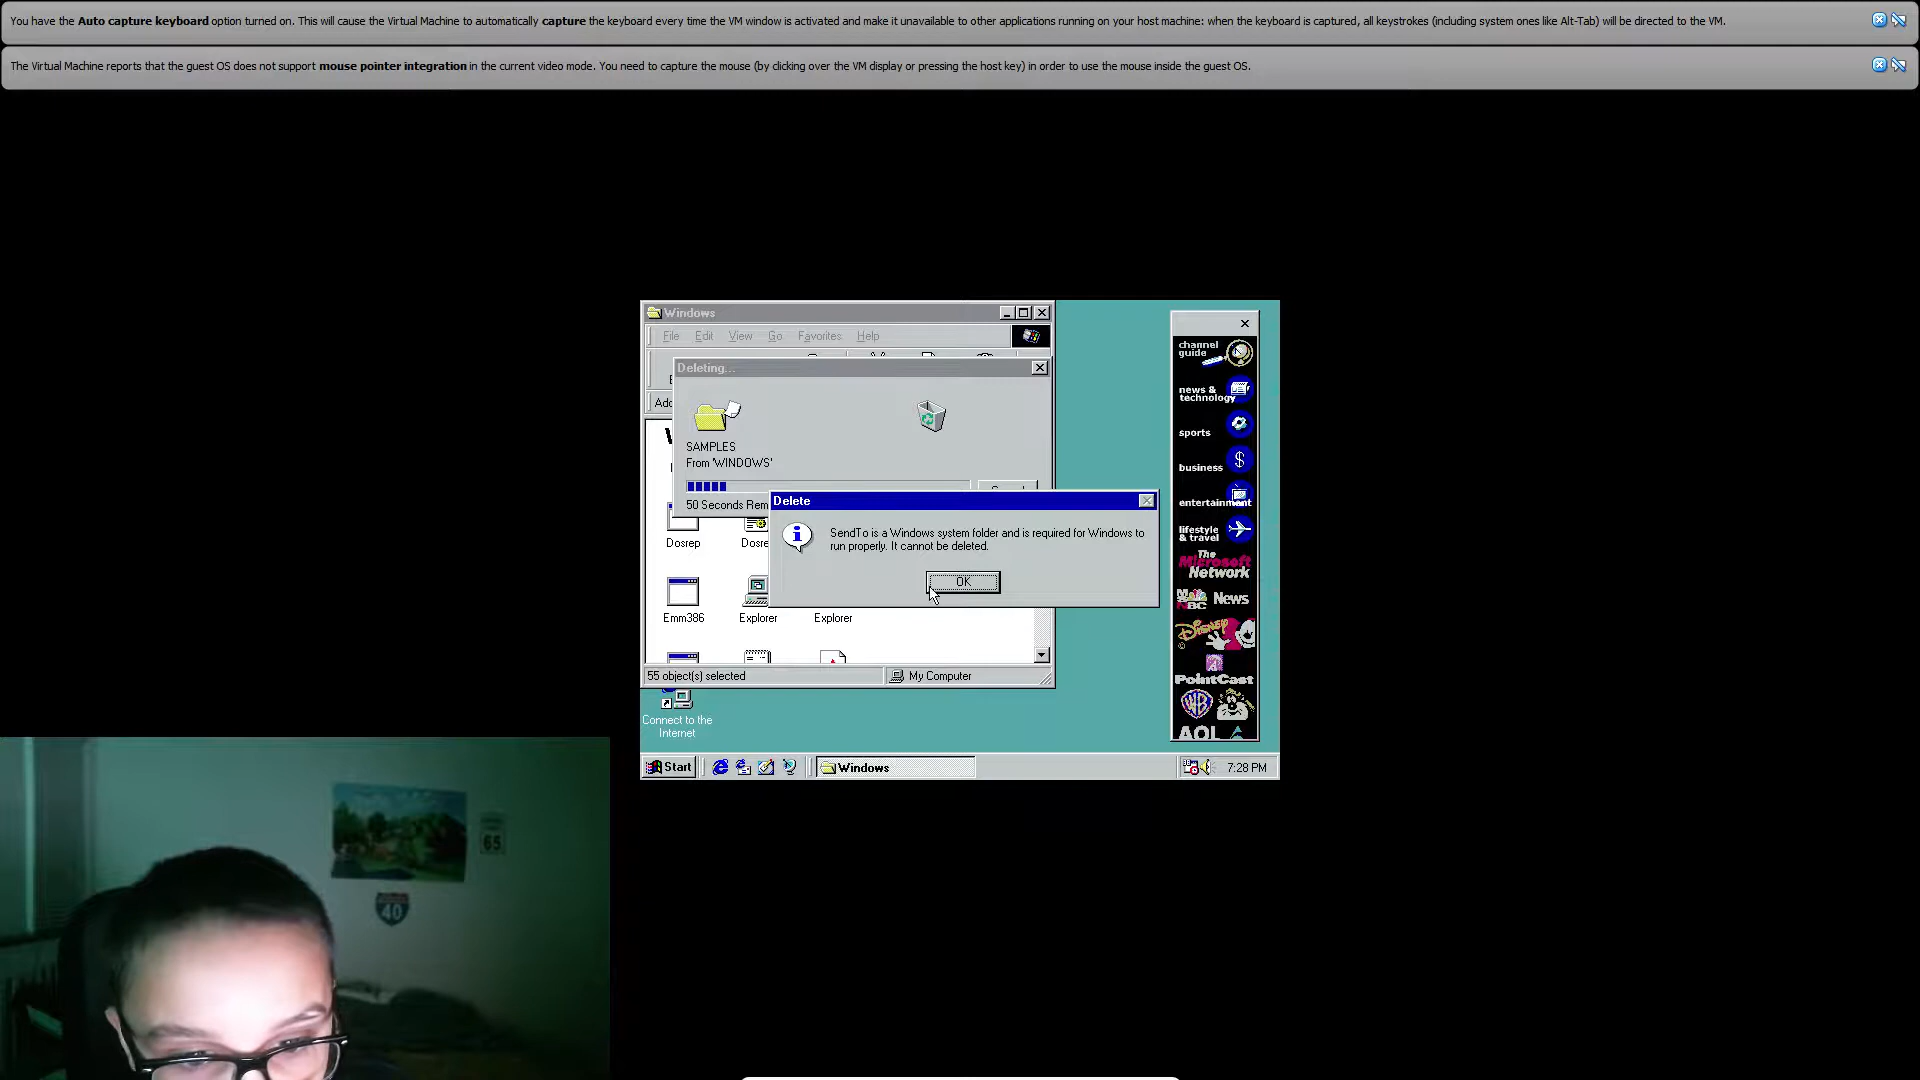 You have the Auto capture keyboard option turned on. This will cause the Virtual Machine to automatically capture the keyboard every time the VM window is activated and make it unavailable to other applications running on your host machine: when the keyboard is captured, all keystrokes (including system ones like Alt-Tab) will be directed to the VM.
The Virtual Machine reports that the guest OS does not support mouse pointer integration in the current video mode. You need to capture the mouse (by clicking over the VM display or pressing the host key) in order to use the mouse inside the guest OS.
Windows
File Edit View Go Favorites Help
Deleting...
SAMPLES
From 'WINDOWS'
50 Seconds Rem
Delete
SendTo is a Windows system folder and is required for Windows to
run properly. It cannot be deleted.
OK
Dosrep
Emm386
Explorer
Explorer
55 object(s) selected
My Computer
Connect to the
Internet
channel
guide
news &
technology
sports
business
entertainment
lifestyle
& travel
The
Microsoft
Network
MSNBC News
Disney
PointCast
WB
AOL
Start
Windows
7:28 PM
65
40